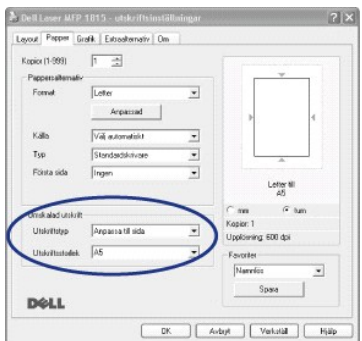 Dell Laser MFP 1815 - utskriftsinställningar
Layout Papper Grafik Extraalternativ Om
Kopior (1-999) 1
Pappersalternativ
Format Letter
Anpassad
Källa Välj automatiskt
Typ Standardskrivare
Första sida Ingen
Letter till
A5
Omskalad utskrift
Utskriftstyp Anpassa till sida
Utskriftsstorlek A5
mm tum
Kopior: 1
Upplösning: 600 dpi
Favoriter
Namnlös
Spara
DELL
OK Avbryt Verkställ Hjälp